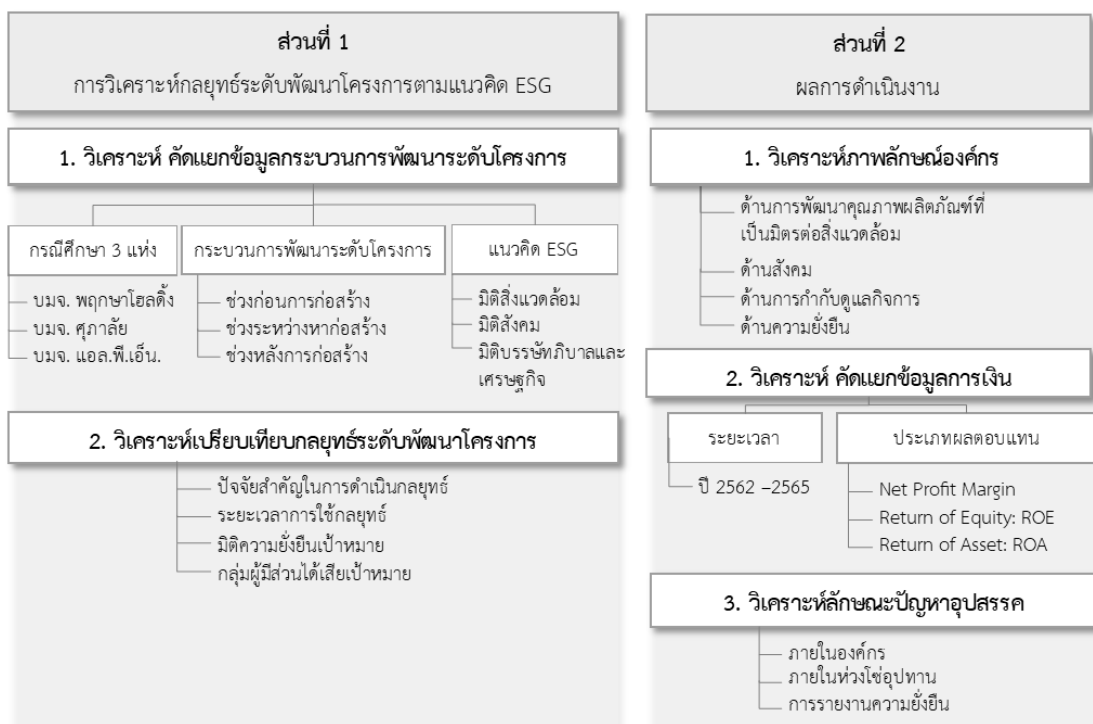 ส่วนที่ 1
การวิเคราะห์กลยุทธ์ระดับพัฒนาโครงการตามแนวคิด ESG
1. วิเคราะห์ คัดแยกข้อมูลกระบวนการพัฒนาระดับโครงการ
กรณีศึกษา 3 แห่ง
บมจ. พฤกษาโฮลดิ้ง
บมจ. ศุภาลัย
บมจ. แอล.พี.เอ็น.
กระบวนการพัฒนาระดับโครงการ
ช่วงก่อนการก่อสร้าง
ช่วงระหว่างหาก่อสร้าง
ช่วงหลังการก่อสร้าง
แนวคิด ESG
มิติสิ่งแวดล้อม
มิติสังคม
มิติบรรษัทภิบาลและ
เศรษฐกิจ
2. วิเคราะห์เปรียบเทียบกลยุทธ์ระดับพัฒนาโครงการ
ปัจจัยสำคัญในการดำเนินกลยุทธ์
ระยะเวลาการใช้กลยุทธ์
มิติความยั่งยืนเป้าหมาย
กลุ่มผู้มีส่วนได้เสียเป้าหมาย
ส่วนที่ 2
ผลการดำเนินงาน
1. วิเคราะห์ภาพลักษณ์องค์กร
ด้านการพัฒนาคุณภาพผลิตภัณฑ์ที่
เป็นมิตรต่อสิ่งแวดล้อม
ด้านสังคม
ด้านการกำกับดูแลกิจการ
ด้านความยั่งยืน
2. วิเคราะห์ คัดแยกข้อมูลการเงิน
ระยะเวลา
ปี 2562 –2565
ประเภทผลตอบแทน
Net Profit Margin
Return of Equity: ROE
Return of Asset: ROA
3. วิเคราะห์ลักษณะปัญหาอุปสรรค
ภายในองค์กร
ภายในห่วงโซ่อุปทาน
การรายงานความยั่งยืน